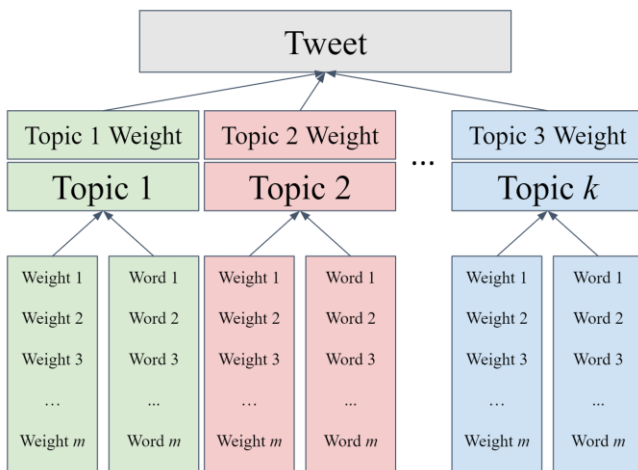 Tweet
Topic 1 Weight
Topic 2 Weight
...
Topic 3 Weight
Topic 1
Topic 2
Topic k
Weight 1
Weight 2
Weight 3
…
Weight m
Word 1
Word 2
Word 3
...
Word m
Weight 1
Weight 2
Weight 3
…
Weight m
Word 1
Word 2
Word 3
...
Word m
Weight 1
Weight 2
Weight 3
…
Weight m
Word 1
Word 2
Word 3
...
Word m